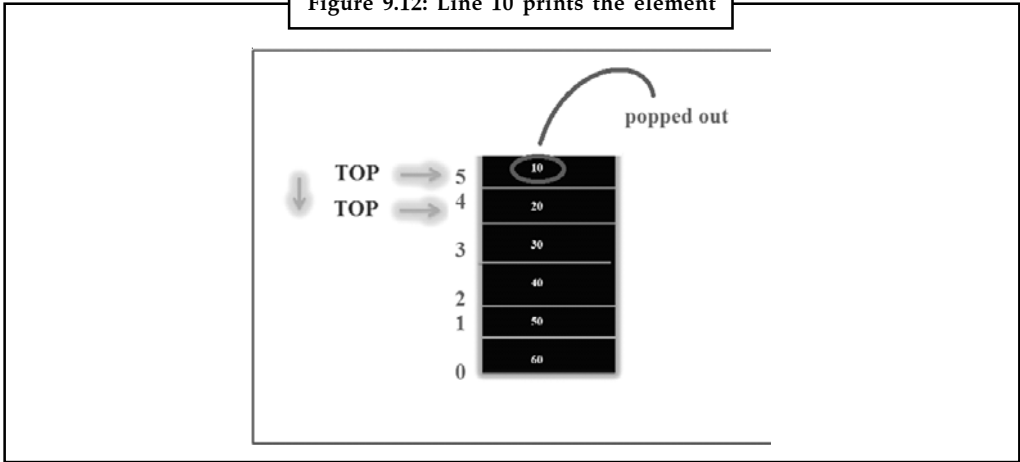 Figure 9.12: Line 10 prints the element
popped out
TOP 5 10
TOP 4 20
3 30
2 40
1 50
0 60